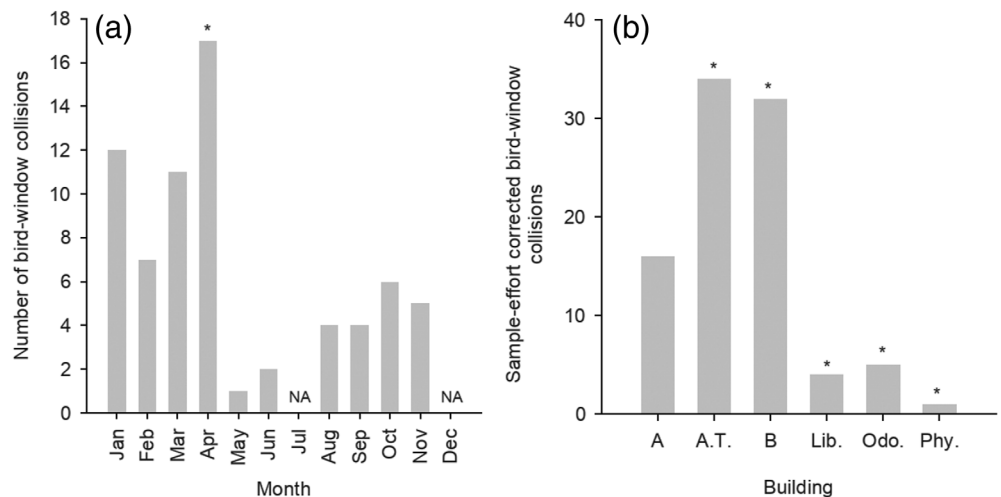 (a)
Number of bird-window collisions
18
16
14
12
10
8
6
4
2
0
*
NA
NA
Jan
Feb
Mar
Apr
May
Jun
Jul
Aug
Sep
Oct
Nov
Dec
Month
(b)
Sample-effort corrected bird-window
collisions
40
30
20
10
0
*
*
*
*
*
A
A.T.
B
Lib.
Odo.
Phy.
Building